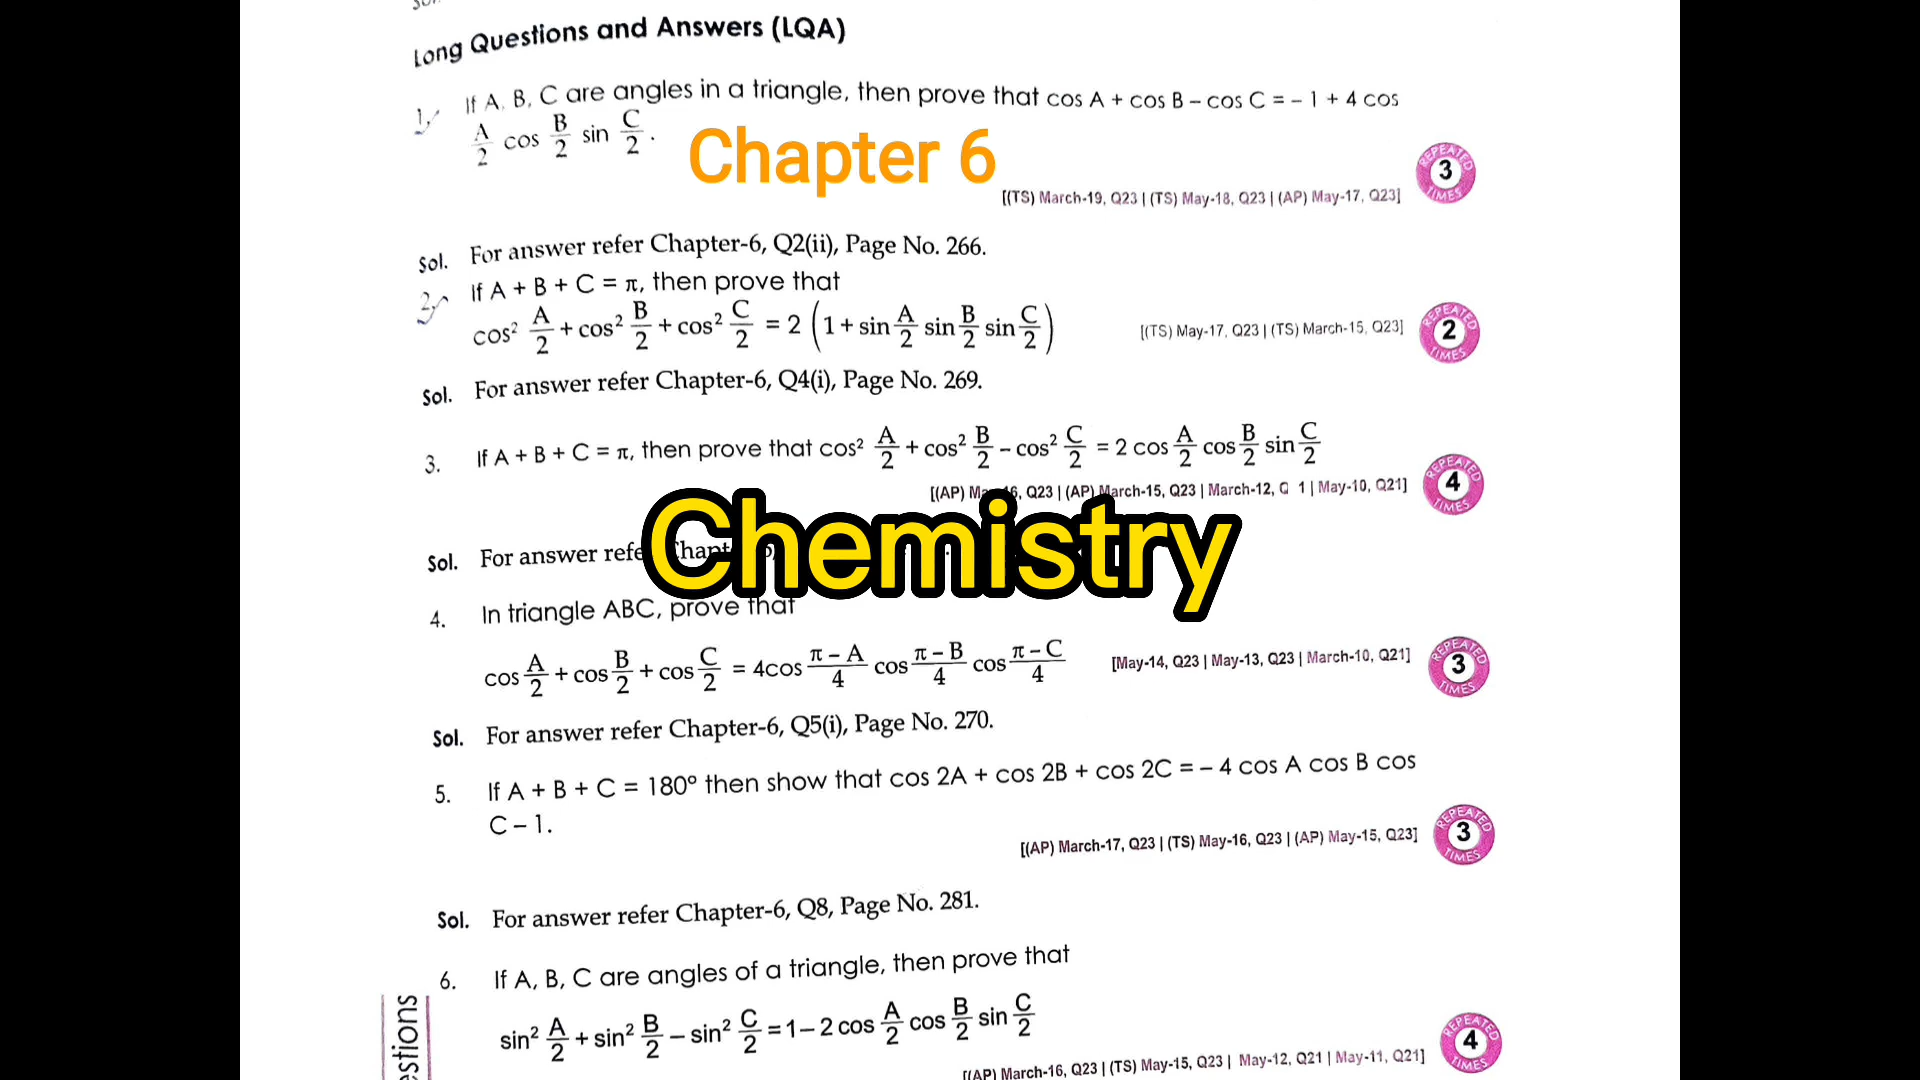 Long Questions and Answers (LQA)
1. If A, B, C are angles in a triangle, then prove that cos A + cos B – cos C = – 1 + 4 cos
A/2 cos B/2 sin C/2 .
Chapter 6
REPEATED 3 TIMES
[(TS) March-19, Q23 | (TS) May-18, Q23 | (AP) May-17, Q23]
Sol. For answer refer Chapter-6, Q2(ii), Page No. 266.
2. If A + B + C = π, then prove that
cos² A/2 + cos² B/2 + cos² C/2 = 2 (1 + sin A/2 sin B/2 sin C/2)
[(TS) May-17, Q23 | (TS) March-15, Q23]
REPEATED 2 TIMES
Sol. For answer refer Chapter-6, Q4(i), Page No. 269.
3. If A + B + C = π, then prove that cos² A/2 + cos² B/2 – cos² C/2 = 2 cos A/2 cos B/2 sin C/2
[(AP) 6, Q23 | (AP) March-15, Q23 | March-12, Q 1 | May-10, Q21]
REPEATED 4 TIMES
Chemistry
Sol. For answer
4. In triangle ABC, prove that
cos A/2 + cos B/2 + cos C/2 = 4cos π – A/4 cos π – B/4 cos π – C/4
[May-14, Q23 | May-13, Q23 | March-10, Q21]
REPEATED 3 TIMES
Sol. For answer refer Chapter-6, Q5(i), Page No. 270.
5. If A + B + C = 180° then show that cos 2A + cos 2B + cos 2C = – 4 cos A cos B cos
C – 1.
[(AP) March-17, Q23 | (TS) May-16, Q23 | (AP) May-15, Q23]
REPEATED 3 TIMES
Sol. For answer refer Chapter-6, Q8, Page No. 281.
6. If A, B, C are angles of a triangle, then prove that
sin² A/2 + sin² B/2 – sin² C/2 = 1 – 2 cos A/2 cos B/2 sin C/2
[(AP) March-16, Q23 | (TS) May-15, Q23 | May-12, Q21 | May-11, Q21]
REPEATED 4 TIMES